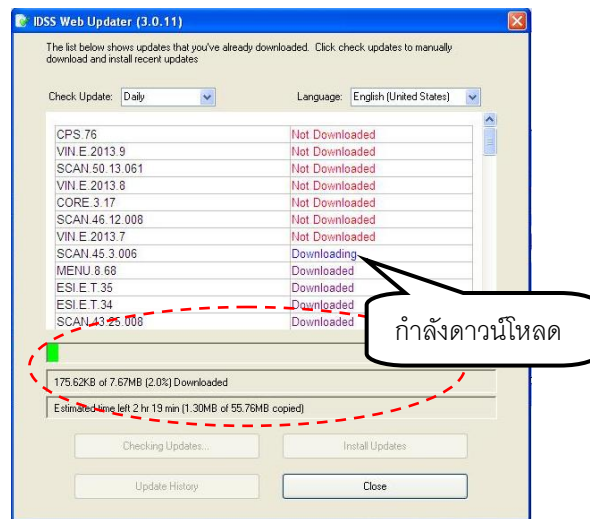 IDSS Web Updater (3.0.11)
The list below shows updates that you've already downloaded. Click check updates to manually
download and install recent updates
Check Update: Daily Language: English (United States)
CPS.76 Not Downloaded
VIN.E.2013.9 Not Downloaded
SCAN.50.13.061 Not Downloaded
VIN.E.2013.8 Not Downloaded
CORE.3.17 Not Downloaded
SCAN.46.12.008 Not Downloaded
VIN.E.2013.7 Not Downloaded
SCAN.45.3.006 Downloading
MENU.8.68 Downloaded
ESI.E.T.35 Downloaded
ESI.E.T.34 Downloaded
SCAN.43.25.008 Downloaded
กำลังดาวน์โหลด
175.62KB of 7.67MB (2.0%) Downloaded
Estimated time left 2 hr 19 min (1.30MB of 55.76MB copied)
Checking Updates... Install Updates
Update History Close